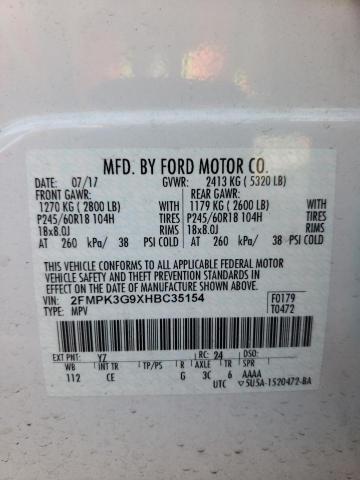 MFD. BY FORD MOTOR CO.
DATE: 07/17 GVWR: 2413 KG ( 5320 LB)
FRONT GAWR: REAR GAWR:
1270 KG ( 2800 LB) WITH 1179 KG ( 2600 LB) WITH
P245/60R18 104H TIRES P245/60R18 104H TIRES
18x8.0J RIMS 18x8.0J RIMS
AT 260 kPa/ 38 PSI COLD AT 260 kPa/ 38 PSI COLD
THIS VEHICLE CONFORMS TO ALL APPLICABLE FEDERAL MOTOR
VEHICLE SAFETY AND THEFT PREVENTION STANDARDS IN
EFFECT ON THE DATE OF MANUFACTURE SHOWN ABOVE.
VIN: 2FMPK3G9XHBC35154 F0179
TYPE: MPV T0472
EXT PNT: YZ RC: 24 DSO:
WB INT TR TP/PS R AXLE TR SPR
112 CE G 3C 6 AAAA
UTC 5U5A-1520472-BA